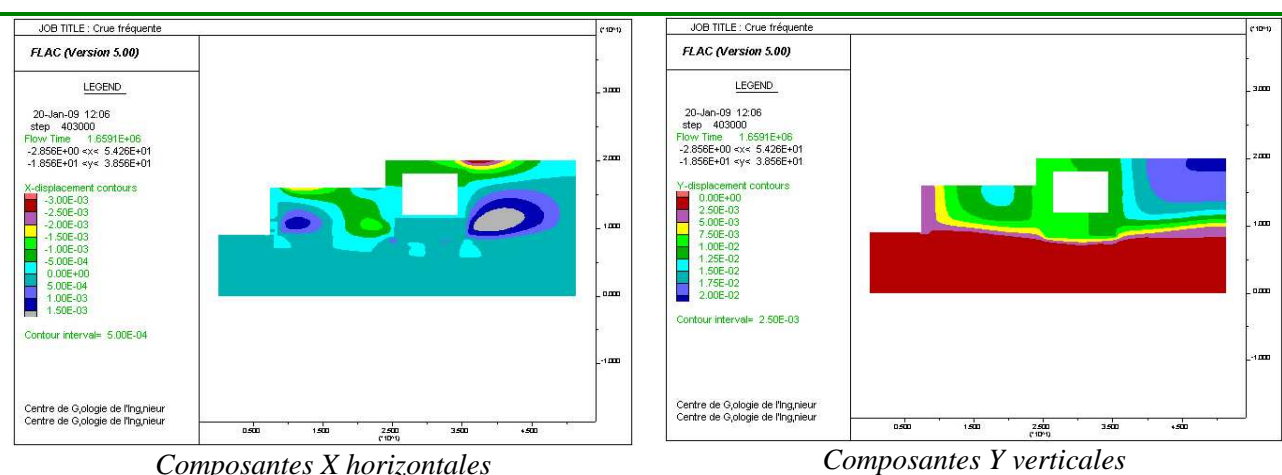 JOB TITLE : Crue fréquente
(*10^1)
FLAC (Version 5.00)
LEGEND
20-Jan-09 12:06
step 403000
Flow Time 1.6591E+06
-2.856E+00 <x< 5.426E+01
-1.856E+01 <y< 3.856E+01
X-displacement contours
-3.00E-03
-2.50E-03
-2.00E-03
-1.50E-03
-1.00E-03
-5.00E-04
0.00E+00
5.00E-04
1.00E-03
1.50E-03
Contour interval= 5.00E-04
Centre de G,ologie de l'Ing,nieur
Centre de G,ologie de l'Ing,nieur
3.000
2.000
1.000
0.000
-1.000
0.500 1.500 2.500 3.500 4.500
(*10^1)
Composantes X horizontales
JOB TITLE : Crue fréquente
(*10^1)
FLAC (Version 5.00)
LEGEND
20-Jan-09 12:06
step 403000
Flow Time 1.6591E+06
-2.856E+00 <x< 5.426E+01
-1.856E+01 <y< 3.856E+01
Y-displacement contours
0.00E+00
2.50E-03
5.00E-03
7.50E-03
1.00E-02
1.25E-02
1.50E-02
1.75E-02
2.00E-02
Contour interval= 2.50E-03
Centre de G,ologie de l'Ing,nieur
Centre de G,ologie de l'Ing,nieur
3.000
2.000
1.000
0.000
-1.000
0.500 1.500 2.500 3.500 4.500
(*10^1)
Composantes Y verticales